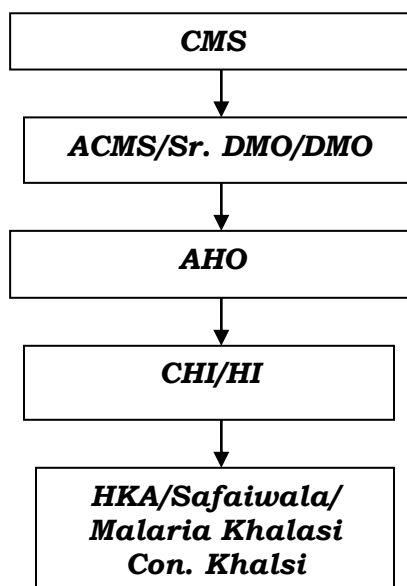 CMS
ACMS/Sr. DMO/DMO
AHO
CHI/HI
HKA/Safaiwala/
Malaria Khalasi
Con. Khalsi